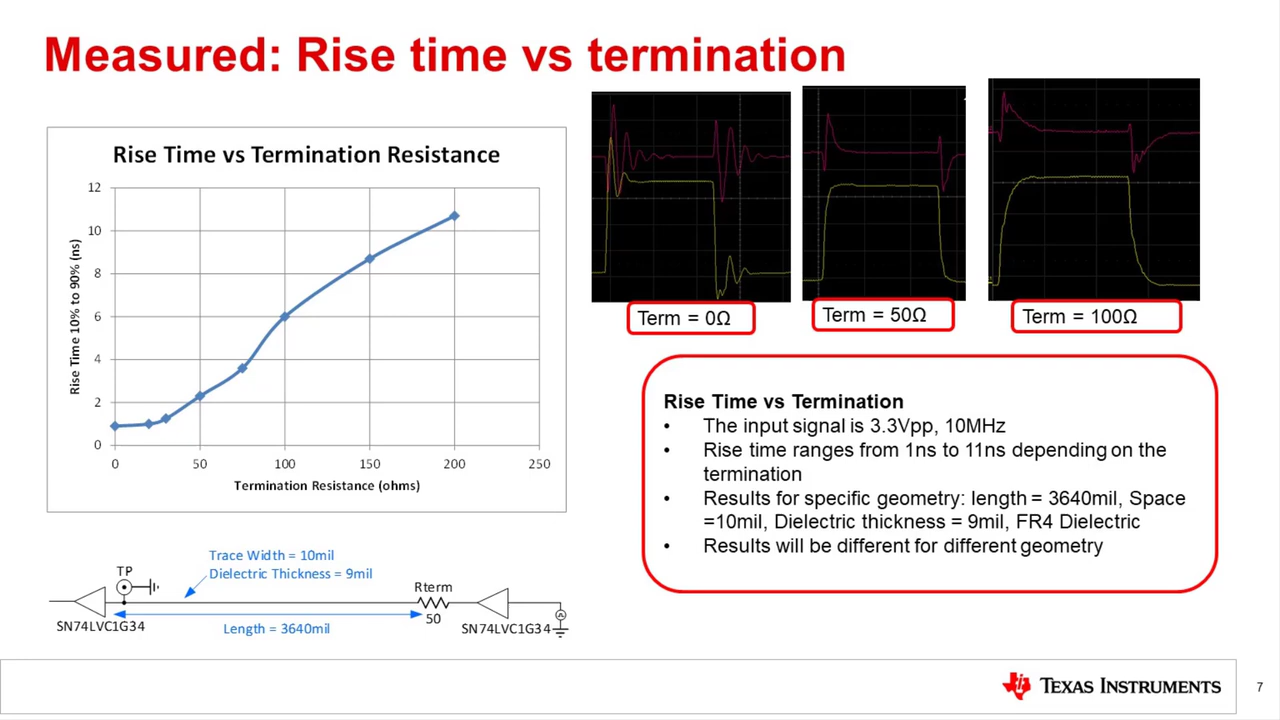 Measured: Rise time vs termination
Rise Time vs Termination Resistance
12
10
8
6
4
2
0
Rise Time 10% to 90% (ns)
0 50 100 150 200 250
Termination Resistance (ohms)
Term = 0Ω
Term = 50Ω
Term = 100Ω
Rise Time vs Termination
• The input signal is 3.3Vpp, 10MHz
• Rise time ranges from 1ns to 11ns depending on the
termination
• Results for specific geometry: length = 3640mil, Space
=10mil, Dielectric thickness = 9mil, FR4 Dielectric
• Results will be different for different geometry
Trace Width = 10mil
Dielectric Thickness = 9mil
TP
Rterm
50
SN74LVC1G34
Length = 3640mil
SN74LVC1G34
TEXAS INSTRUMENTS
7